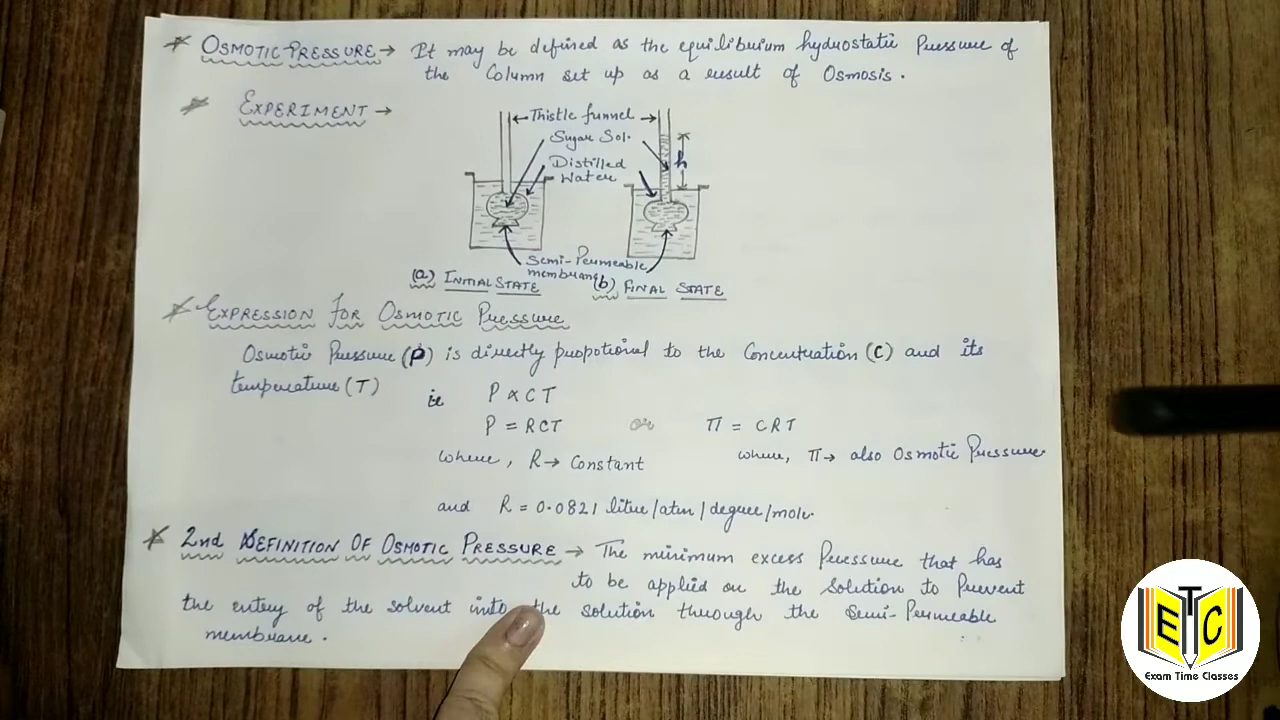 * OSMOTIC PRESSURE → It may be defined as the equilibrium hydrostatic Pressure of
the Column set up as a result of Osmosis.
* EXPERIMENT →
Thistle funnel
Sugar Sol.
h
Distilled
Water
Semi-Permeable
membrane
(a) INITIAL STATE
(b) FINAL STATE
* EXPRESSION FOR OSMOTIC PRESSURE
Osmotic Pressure (P) is directly propotional to the Concentration (C) and its
temperature (T)
ie P ∝ CT
P = RCT or π = CRT
where, R → Constant where, π → also Osmotic Pressure
and R = 0.0821 litre/atm/degree/mole
* 2nd DEFINITION OF OSMOTIC PRESSURE → The minimum excess Pressure that has
to be applied on the solution to Prevent
the entery of the solvent into the solution through the Semi-Permeable
membrane.
ETC
Exam Time Classes